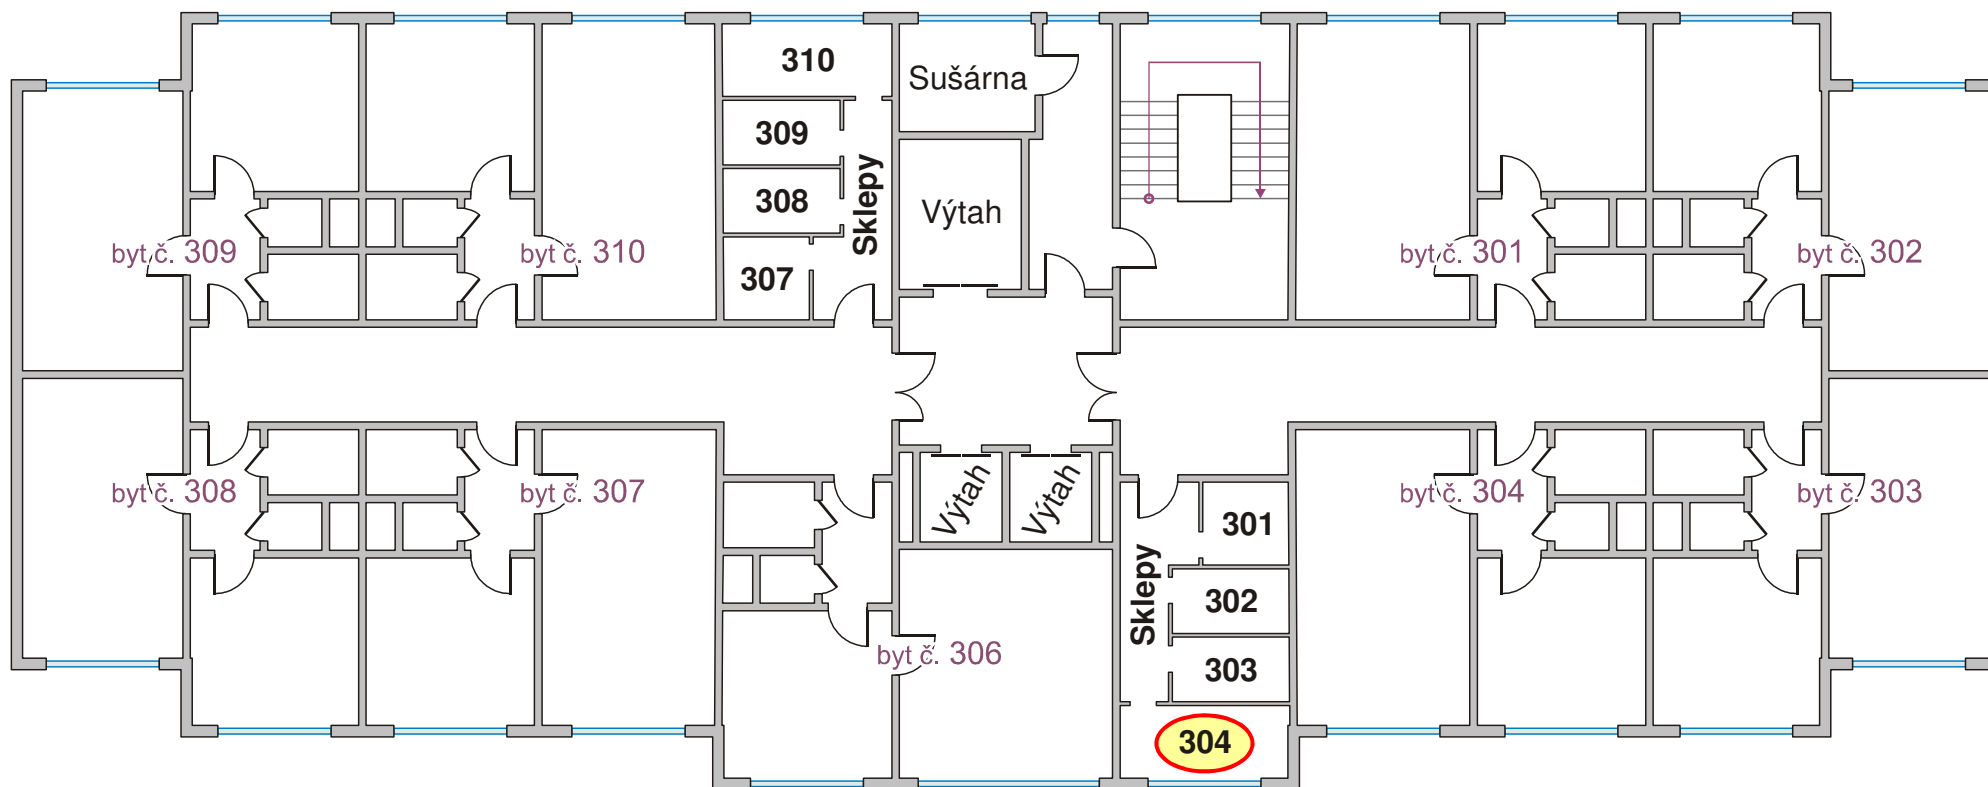 310
Sušárna
309
308
Sklepy
Výtah
307
byt č. 309
byt č. 310
byt č. 301
byt č. 302
byt č. 308
byt č. 307
Výtah
Výtah
byt č. 304
byt č. 303
301
Sklepy
302
303
byt č. 306
304